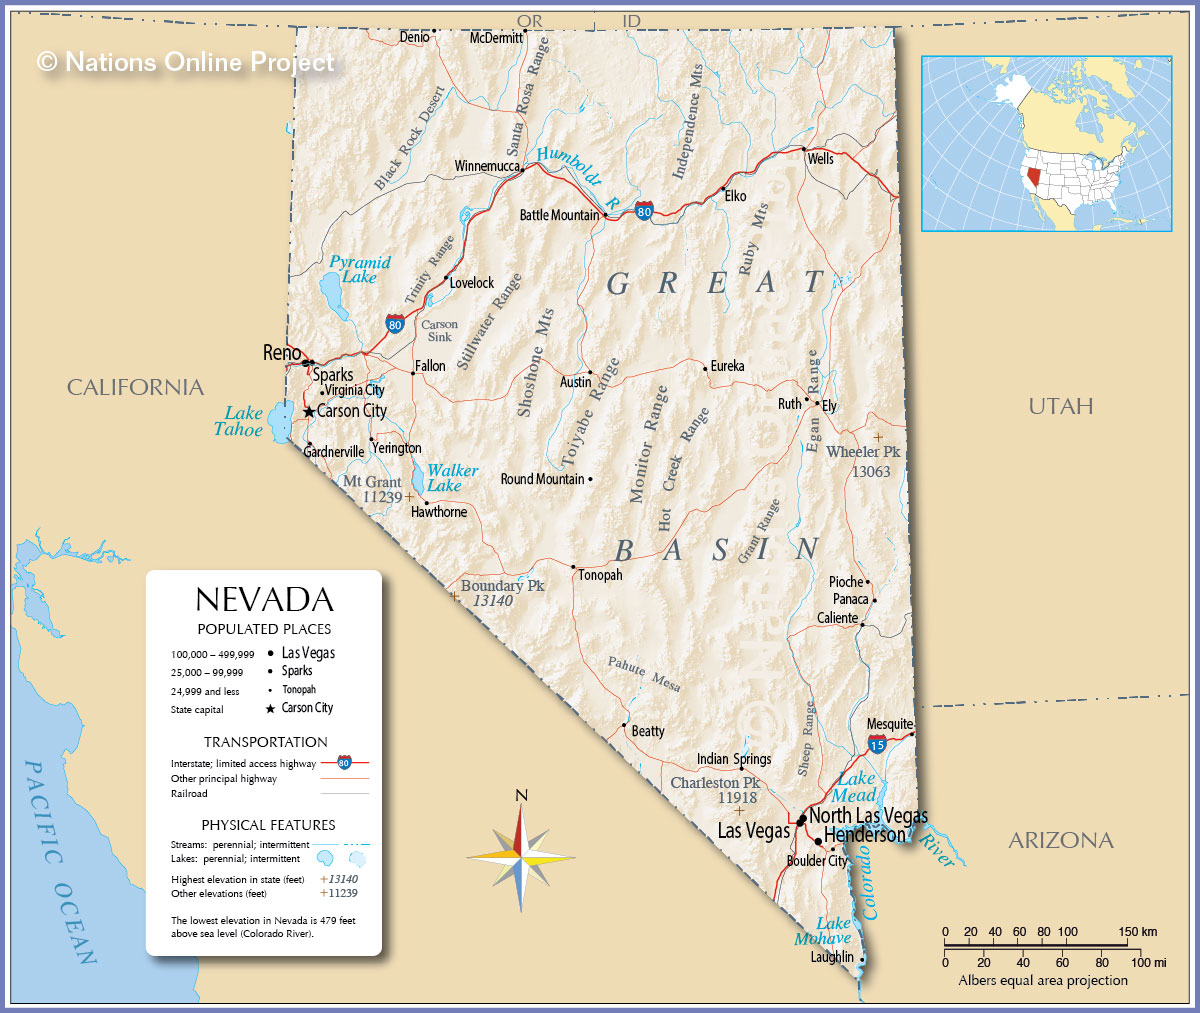 OR
ID
© Nations Online Project
Denio
McDermitt
Santa Rosa Range
Black Rock Desert
Independence Mts
Winnemucca
Humboldt R
Wells
Elko
Battle Mountain
80
Ruby Mts
Pyramid
Lake
Trinity Range
Lovelock
GREAT
80
Carson
Sink
Stillwater Range
Shoshone Mts
Reno
Sparks
Fallon
Virginia City
Austin
Toiyabe Range
Eureka
Egan Range
CALIFORNIA
UTAH
Lake
Tahoe
Carson City
Ruth
Ely
Monitor Range
Hot Creek Range
Gardnerville
Yerington
Wheeler Pk
13063
Mt Grant
11239
Walker
Lake
Round Mountain
Hawthorne
Grant Range
BASIN
Tonopah
Boundary Pk
13140
Pioche
Panaca
Caliente
Pahute Mesa
Beatty
Sheep Range
Mesquite
15
Indian Springs
Charleston Pk
11918
Lake
Mead
North Las Vegas
Las Vegas
Henderson
Boulder City
Colorado
River
ARIZONA
Lake
Mohave
Laughlin
PACIFIC OCEAN
NEVADA
POPULATED PLACES
100,000 – 499,999 Las Vegas
25,000 – 99,999 Sparks
24,999 and less Tonopah
State capital Carson City
TRANSPORTATION
Interstate; limited access highway 80
Other principal highway
Railroad
PHYSICAL FEATURES
Streams: perennial; intermittent
Lakes: perennial; intermittent
Highest elevation in state (feet) +13140
Other elevations (feet) +11239
The lowest elevation in Nevada is 479 feet
above sea level (Colorado River).
N
0 20 40 60 80 100 150 km
0 20 40 60 80 100 mi
Albers equal area projection